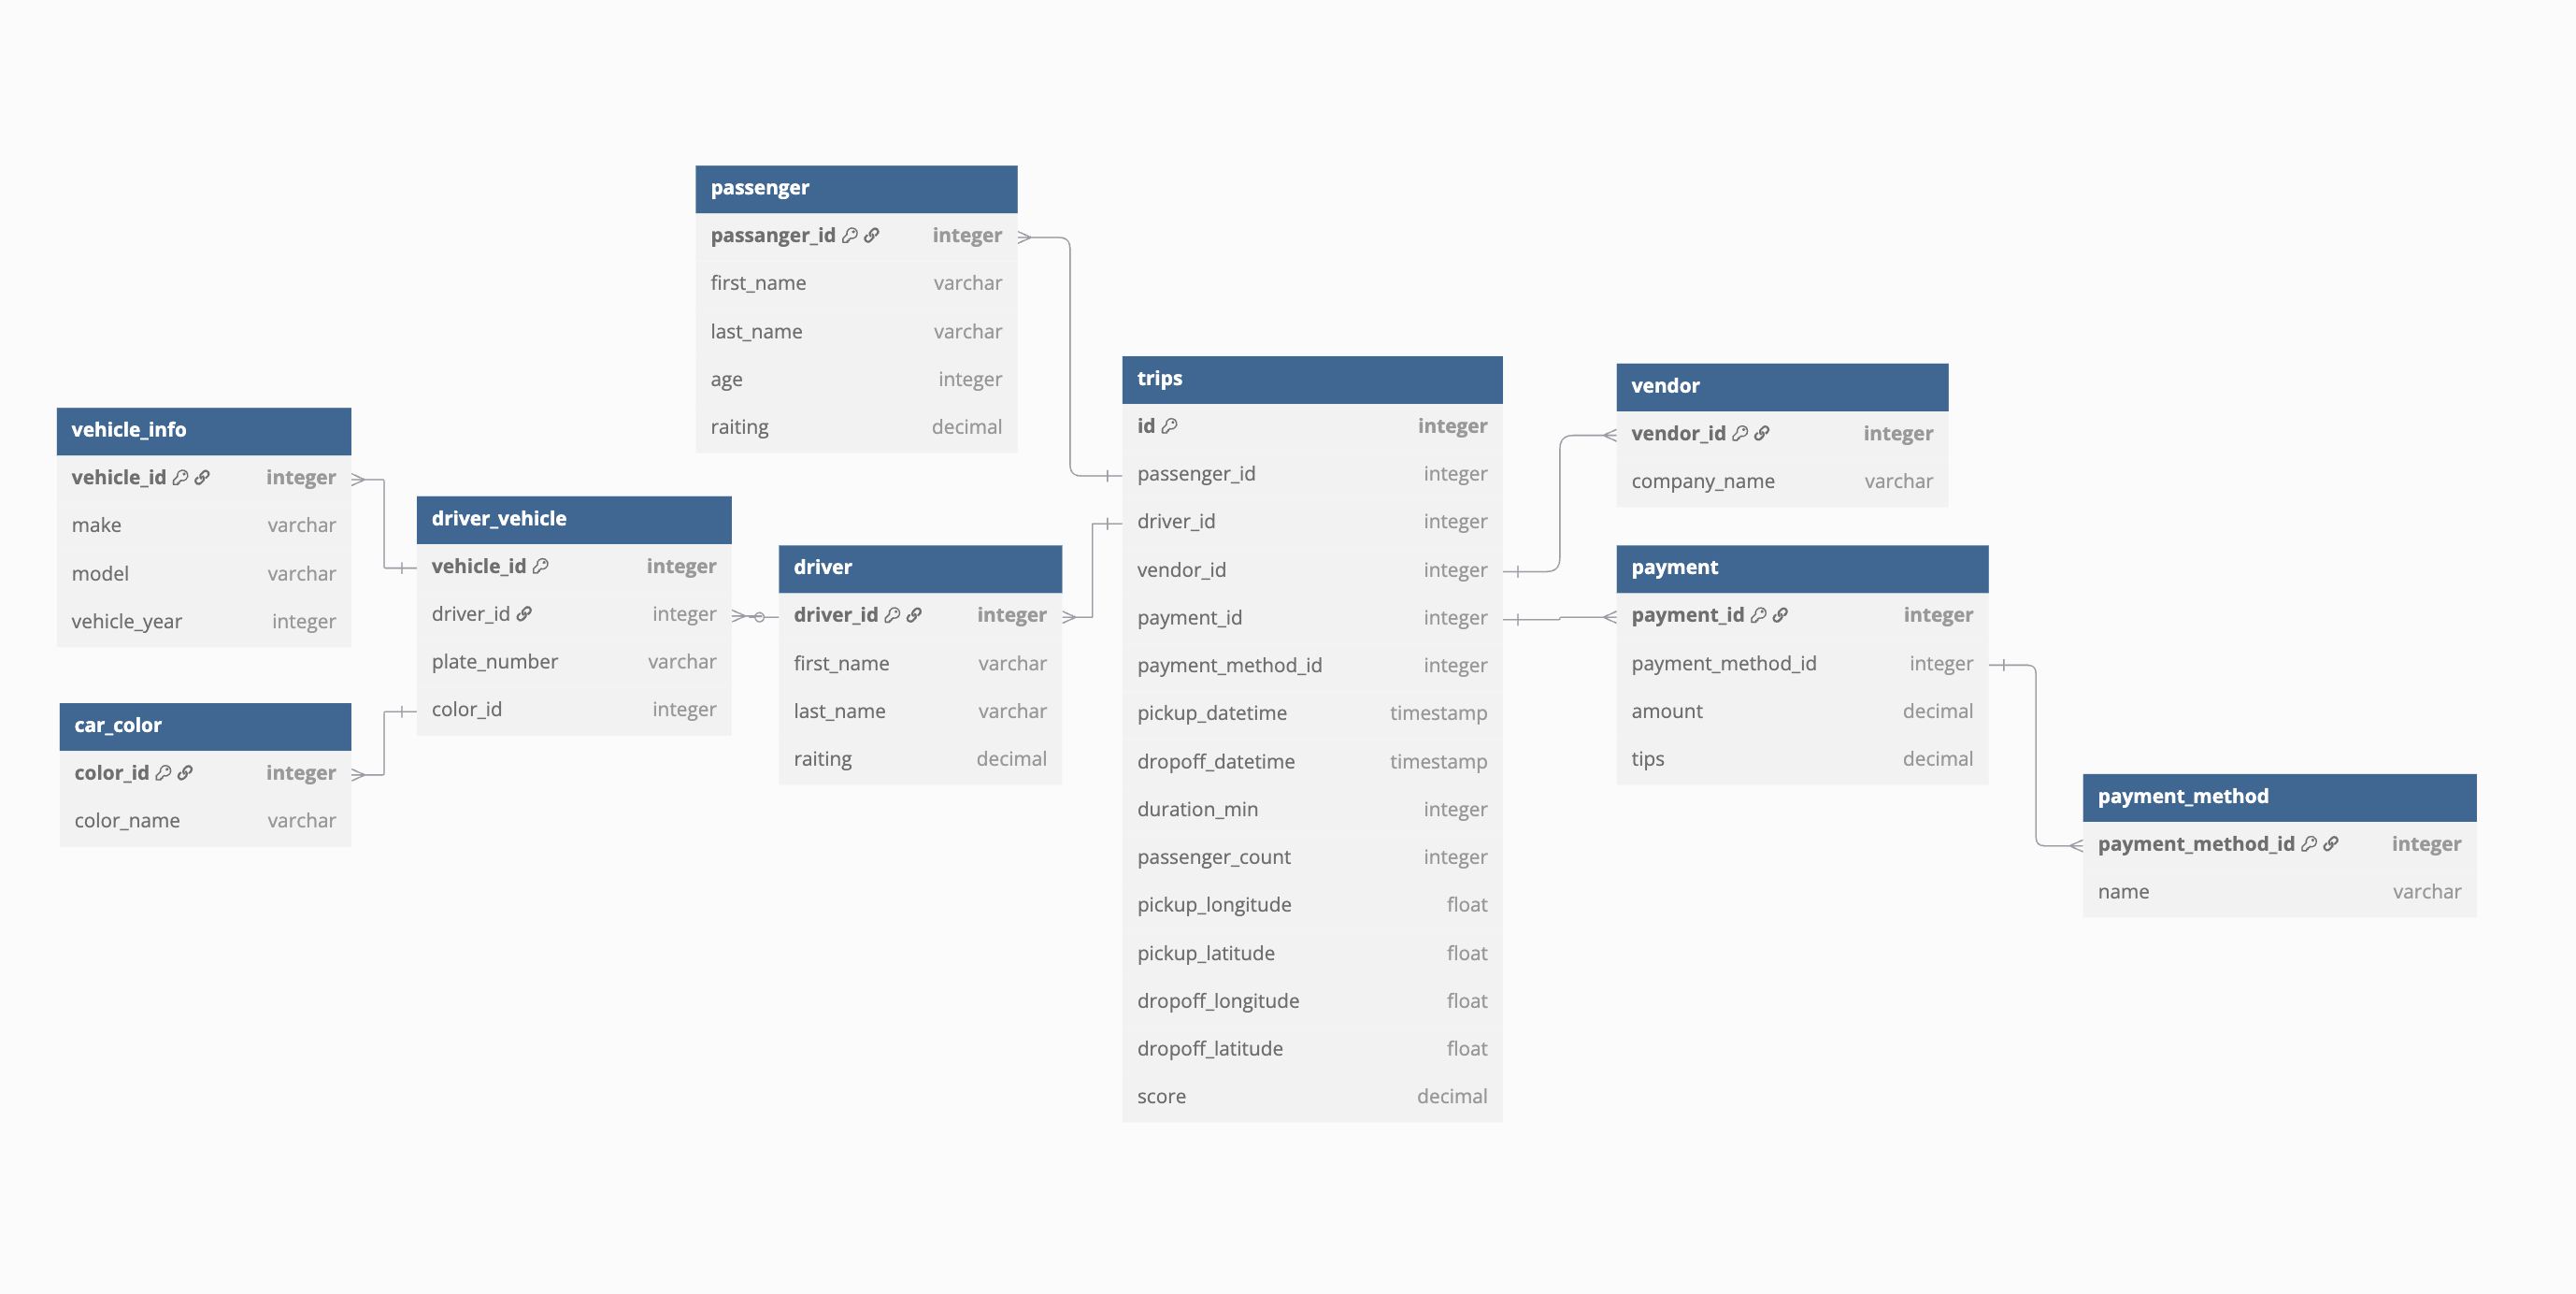 passenger
passanger_id integer
first_name varchar
last_name varchar
age integer
raiting decimal
vehicle_info
vehicle_id integer
make varchar
model varchar
vehicle_year integer
car_color
color_id integer
color_name varchar
driver_vehicle
vehicle_id integer
driver_id integer
plate_number varchar
color_id integer
driver
driver_id integer
first_name varchar
last_name varchar
raiting decimal
trips
id integer
passenger_id integer
driver_id integer
vendor_id integer
payment_id integer
payment_method_id integer
pickup_datetime timestamp
dropoff_datetime timestamp
duration_min integer
passenger_count integer
pickup_longitude float
pickup_latitude float
dropoff_longitude float
dropoff_latitude float
score decimal
vendor
vendor_id integer
company_name varchar
payment
payment_id integer
payment_method_id integer
amount decimal
tips decimal
payment_method
payment_method_id integer
name varchar